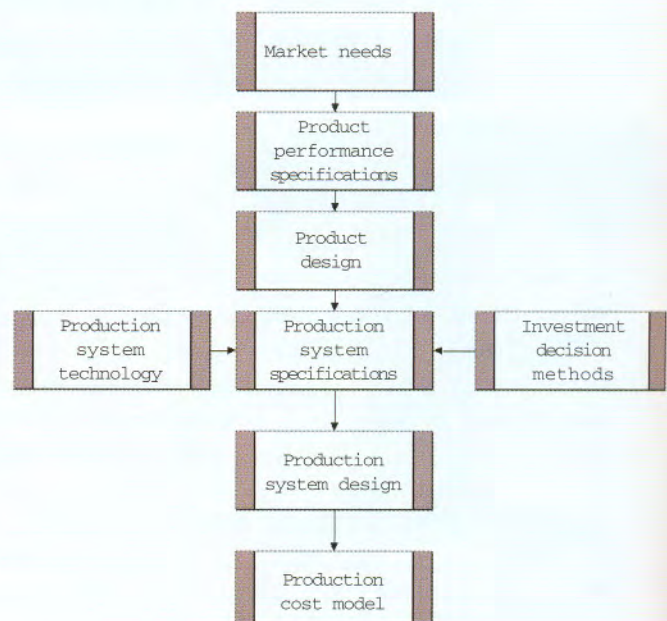 Market needs
Product
performance
specifications
Product
design
Production
system
technology
Production
system
specifications
Investment
decision
methods
Production
system design
Production
cost model